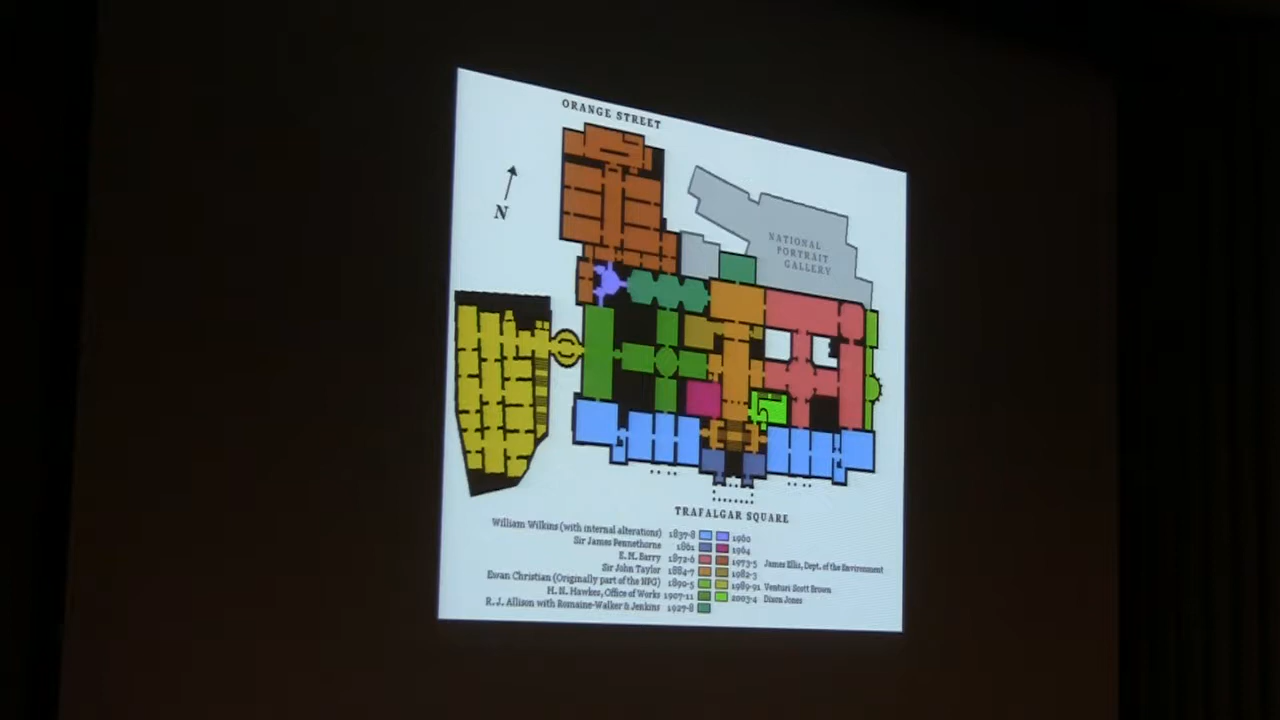 ORANGE STREET
N
NATIONAL
PORTRAIT
GALLERY
TRAFALGAR SQUARE
William Wilkins (with internal alterations) 1837-8
Sir James Pennethorne 1861
E. M. Barry 1872-6
Sir John Taylor 1884-7
Ewan Christian (Originally part of the NPG) 1890-5
H. N. Hawkes, Office of Works 1907-11
R. J. Allison with Romaine-Walker & Jenkins 1927-8
1960
1964
1973-5 James Ellis, Dept. of the Environment
1982-3
1989-91 Venturi Scott Brown
2003-4 Dixon Jones